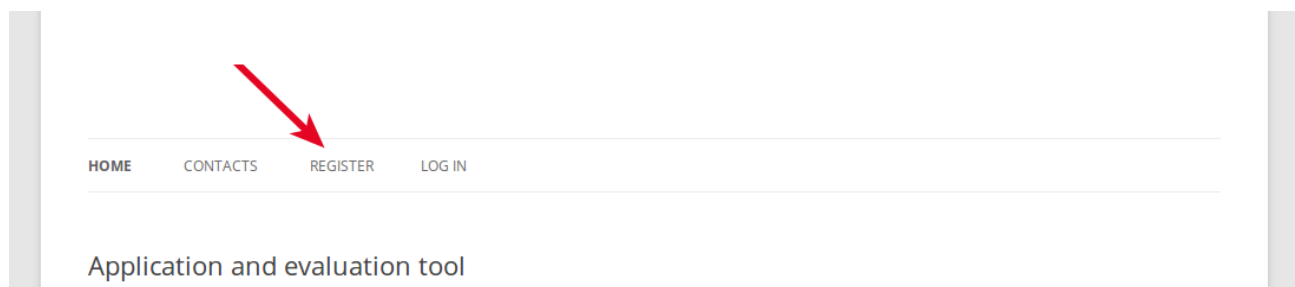 HOME CONTACTS REGISTER LOG IN
Application and evaluation tool